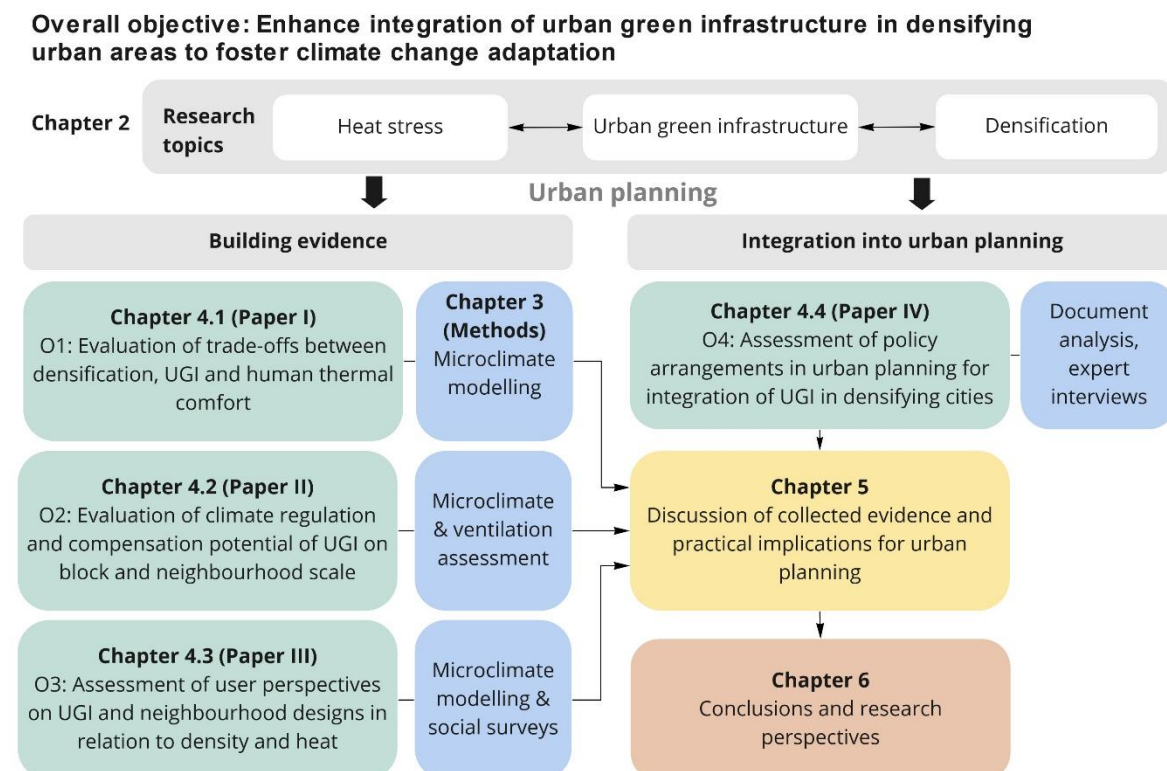 Overall objective: Enhance integration of urban green infrastructure in densifying
urban areas to foster climate change adaptation
Chapter 2
Research
topics
Heat stress
Urban green infrastructure
Densification
Urban planning
Building evidence
Integration into urban planning
Chapter 4.1 (Paper I)
O1: Evaluation of trade-offs between
densification, UGI and human thermal
comfort
Chapter 3
(Methods)
Microclimate
modelling
Chapter 4.4 (Paper IV)
O4: Assessment of policy
arrangements in urban planning for
integration of UGI in densifying cities
Document
analysis,
expert
interviews
Chapter 4.2 (Paper II)
O2: Evaluation of climate regulation
and compensation potential of UGI on
block and neighbourhood scale
Microclimate
& ventilation
assessment
Chapter 5
Discussion of collected evidence and
practical implications for urban
planning
Chapter 4.3 (Paper III)
O3: Assessment of user perspectives
on UGI and neighbourhood designs in
relation to density and heat
Microclimate
modelling &
social surveys
Chapter 6
Conclusions and research
perspectives